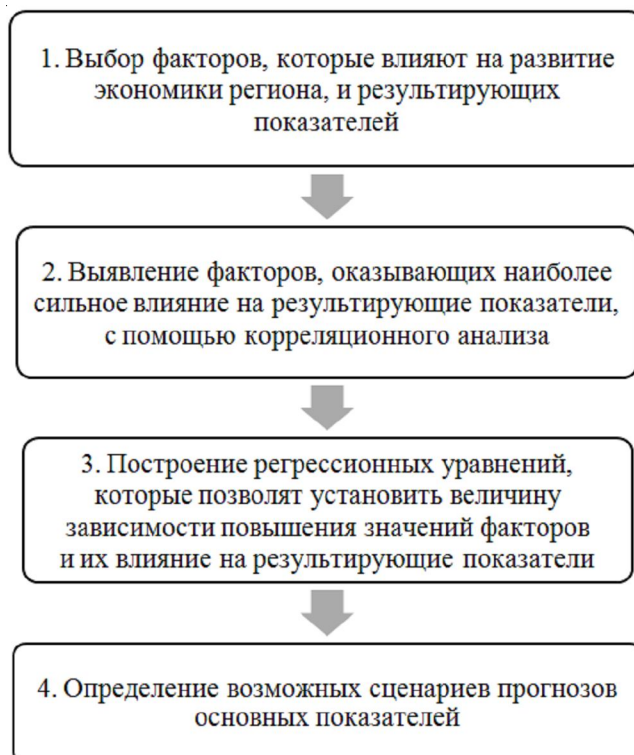 1. Выбор факторов, которые влияют на развитие
экономики региона, и результирующих
показателей
2. Выявление факторов, оказывающих наиболее
сильное влияние на результирующие показатели,
с помощью корреляционного анализа
3. Построение регрессионных уравнений,
которые позволят установить величину
зависимости повышения значений факторов
и их влияние на результирующие показатели
4. Определение возможных сценариев прогнозов
основных показателей